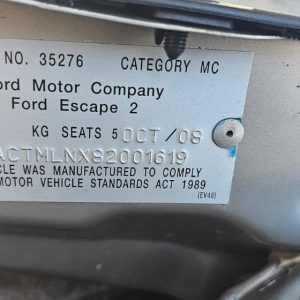 NO. 35276 CATEGORY MC
ord Motor Company
Ford Escape 2
KG SEATS 5 OCT/08
ACTMLNX82001619
CLE WAS MANUFACTURED TO COMPLY
MOTOR VEHICLE STANDARDS ACT 1989
(EV48)